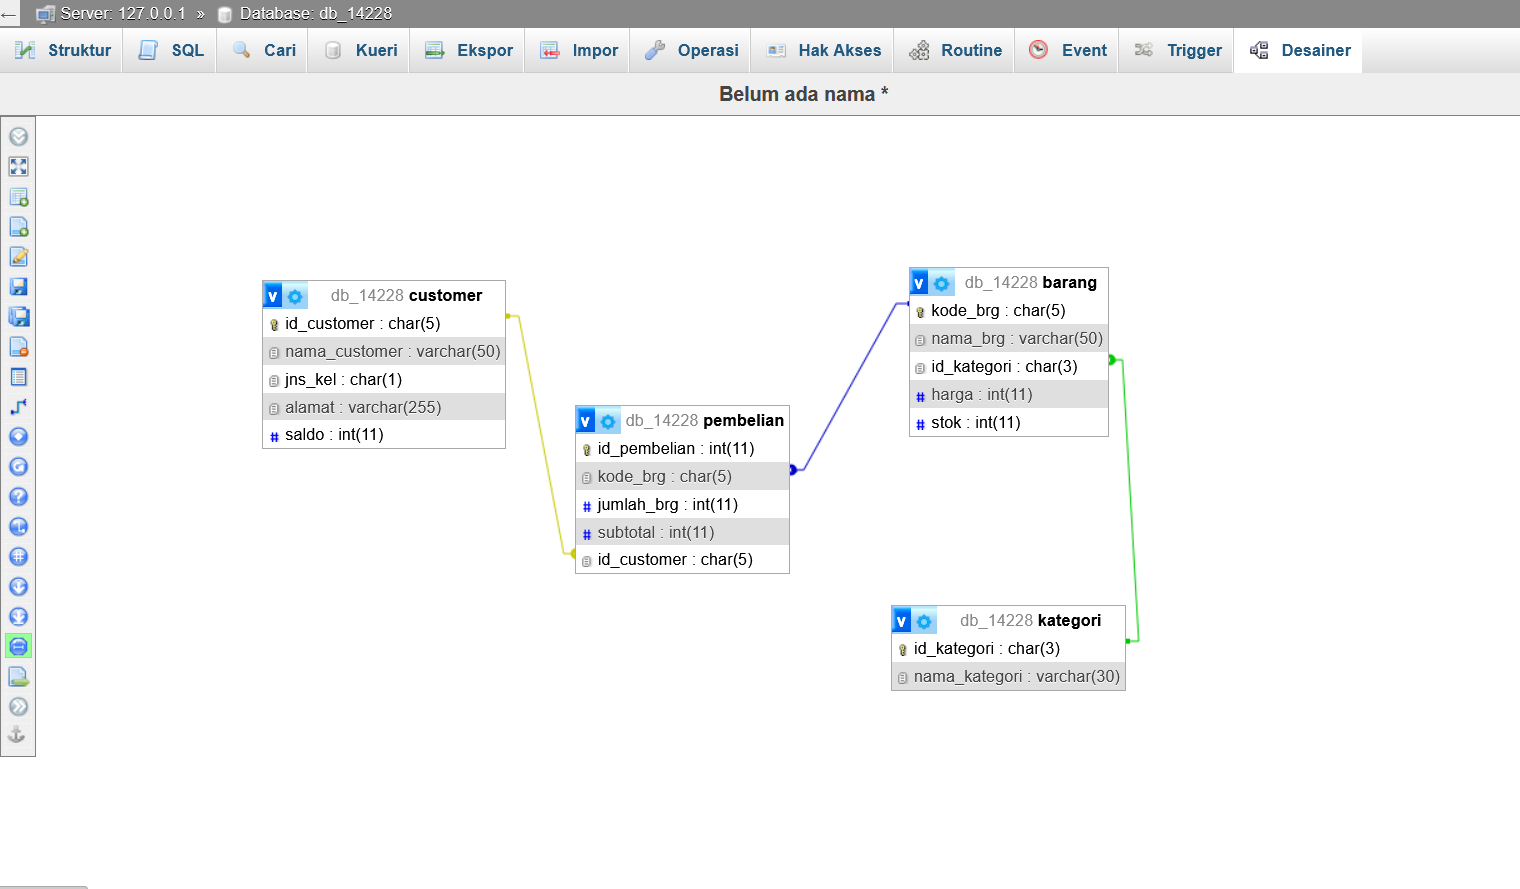 Server: 127.0.0.1 » Database: db_14228
Struktur SQL Cari Kueri Ekspor Impor Operasi Hak Akses Routine Event Trigger Desainer
Belum ada nama *
v db_14228 customer
id_customer : char(5)
nama_customer : varchar(50)
jns_kel : char(1)
alamat : varchar(255)
# saldo : int(11)
v db_14228 pembelian
id_pembelian : int(11)
kode_brg : char(5)
# jumlah_brg : int(11)
# subtotal : int(11)
id_customer : char(5)
v db_14228 barang
kode_brg : char(5)
nama_brg : varchar(50)
id_kategori : char(3)
# harga : int(11)
# stok : int(11)
v db_14228 kategori
id_kategori : char(3)
nama_kategori : varchar(30)